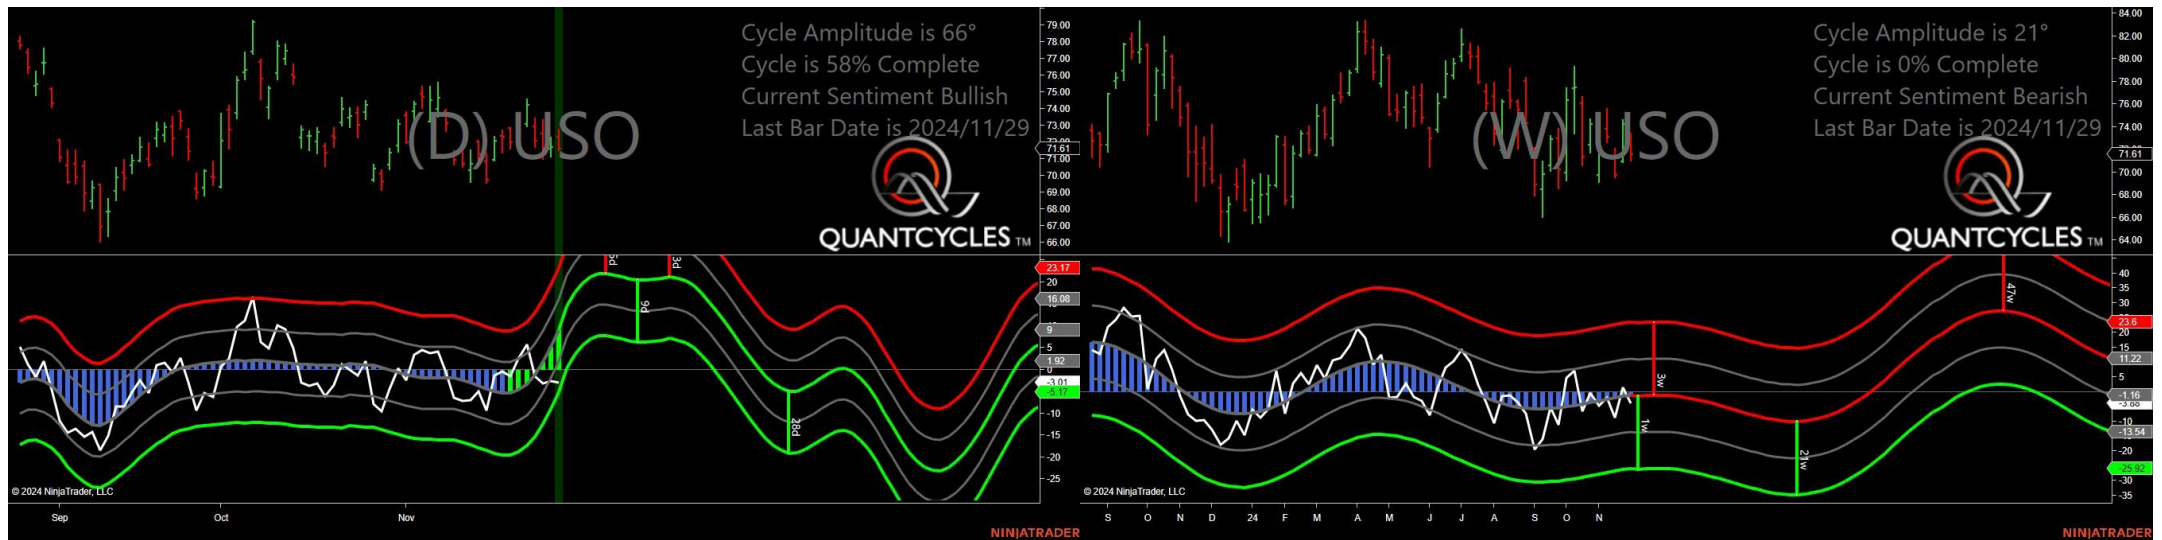 Cycle Amplitude is 66°
Cycle is 58% Complete
Current Sentiment Bullish
Last Bar Date is 2024/11/29
(D) USO
QUANTCYCLES TM
79.00
78.00
77.00
76.00
75.00
74.00
73.00
72.00
71.61
71.00
70.00
69.00
68.00
67.00
66.00
23.17
20
16.08
9
5
1.92
0
-3.01
-5.17
-10
-15
-20
-25
3d
9d
28d
© 2024 NinjaTrader, LLC
Sep
Oct
Nov
NINJATRADER
Cycle Amplitude is 21°
Cycle is 0% Complete
Current Sentiment Bearish
Last Bar Date is 2024/11/29
(W) USO
QUANTCYCLES TM
84.00
82.00
80.00
78.00
76.00
74.00
71.61
70.00
68.00
66.00
64.00
40
35
30
23.6
20
15
11.22
5
-1.16
-10
-13.54
-20
-25.92
-30
-35
47w
3w
1w
21w
© 2024 NinjaTrader, LLC
S
O
N
D
24
F
M
A
M
J
J
A
S
O
N
NINJATRADER